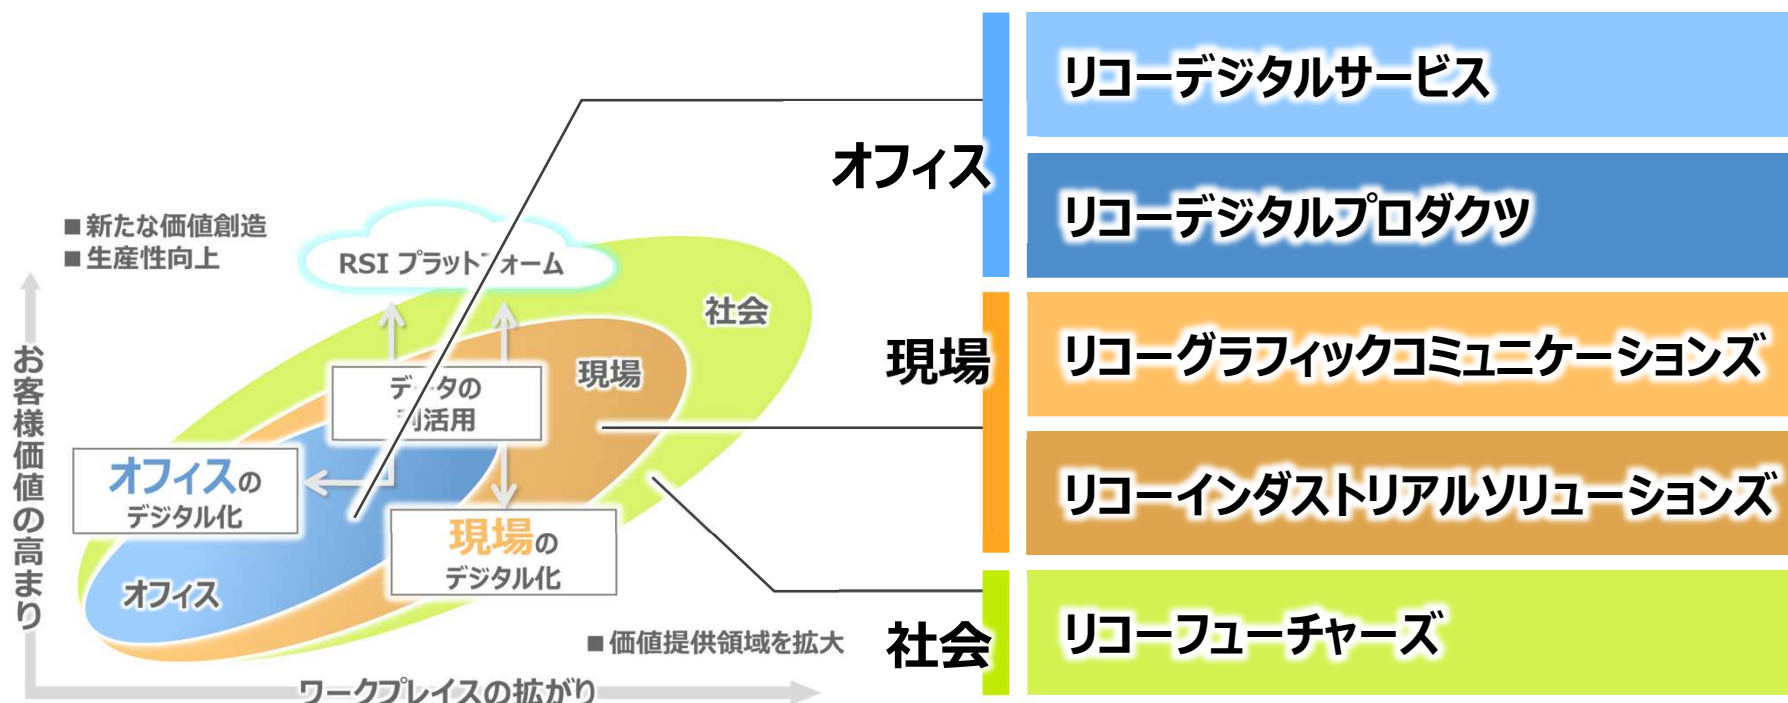 ■ 新たな価値創造
■ 生産性向上
RSI プラットフォーム
社会
現場
データの
利活用
オフィスの
デジタル化
現場の
デジタル化
オフィス
お客様価値の高まり
■ 価値提供領域を拡大
ワークプレイスの拡がり
オフィス
リコーデジタルサービス
リコーデジタルプロダクツ
現場
リコーグラフィックコミュニケーションズ
リコーインダストリアルソリューションズ
社会
リコーフューチャーズ